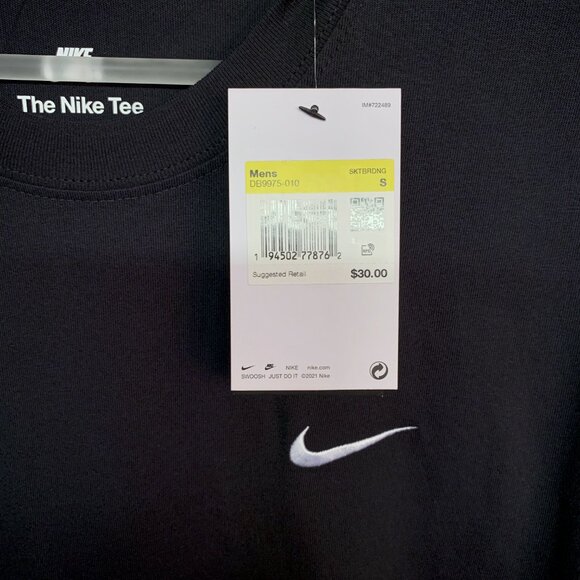 NIKE
The Nike Tee
IM#722489
Mens SKTBRDNG
DB9975-010 S
1 94502 77876 2
Suggested Retail $30.00
NIKE nike.com
SWOOSH JUST DO IT ©2021 Nike